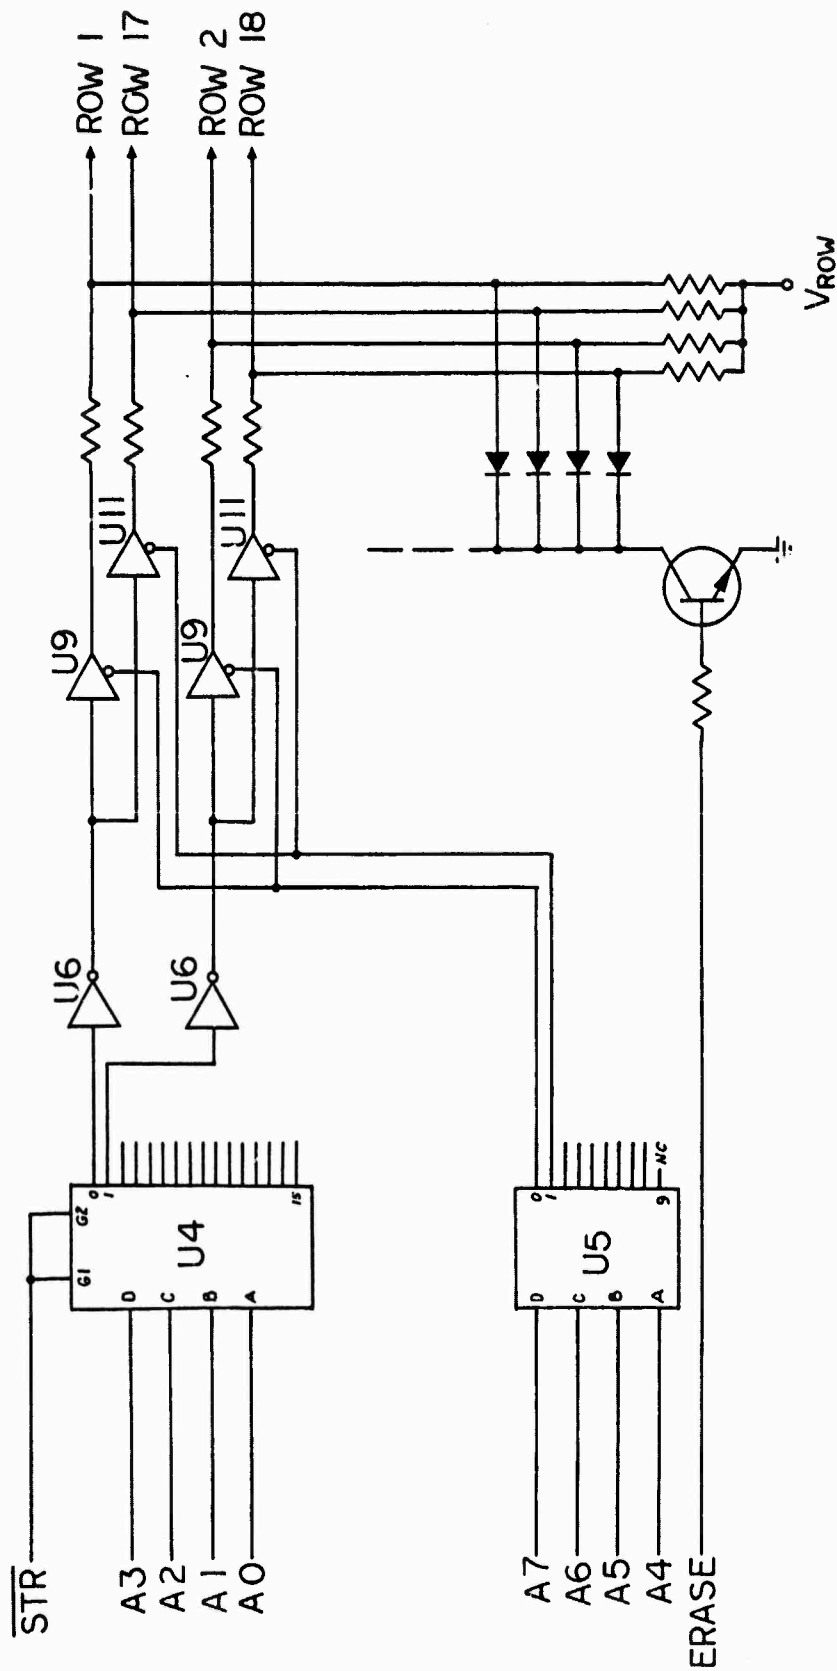 ROW 1
ROW 17
ROW 2
ROW 18
VROW
U11
U11
U9
U9
U6
U6
STR
G1
G2
U4
0
1
15
D
C
B
A
A3
A2
A1
A0
U5
0
1
9
NC
D
C
B
A
A7
A6
A5
A4
ERASE